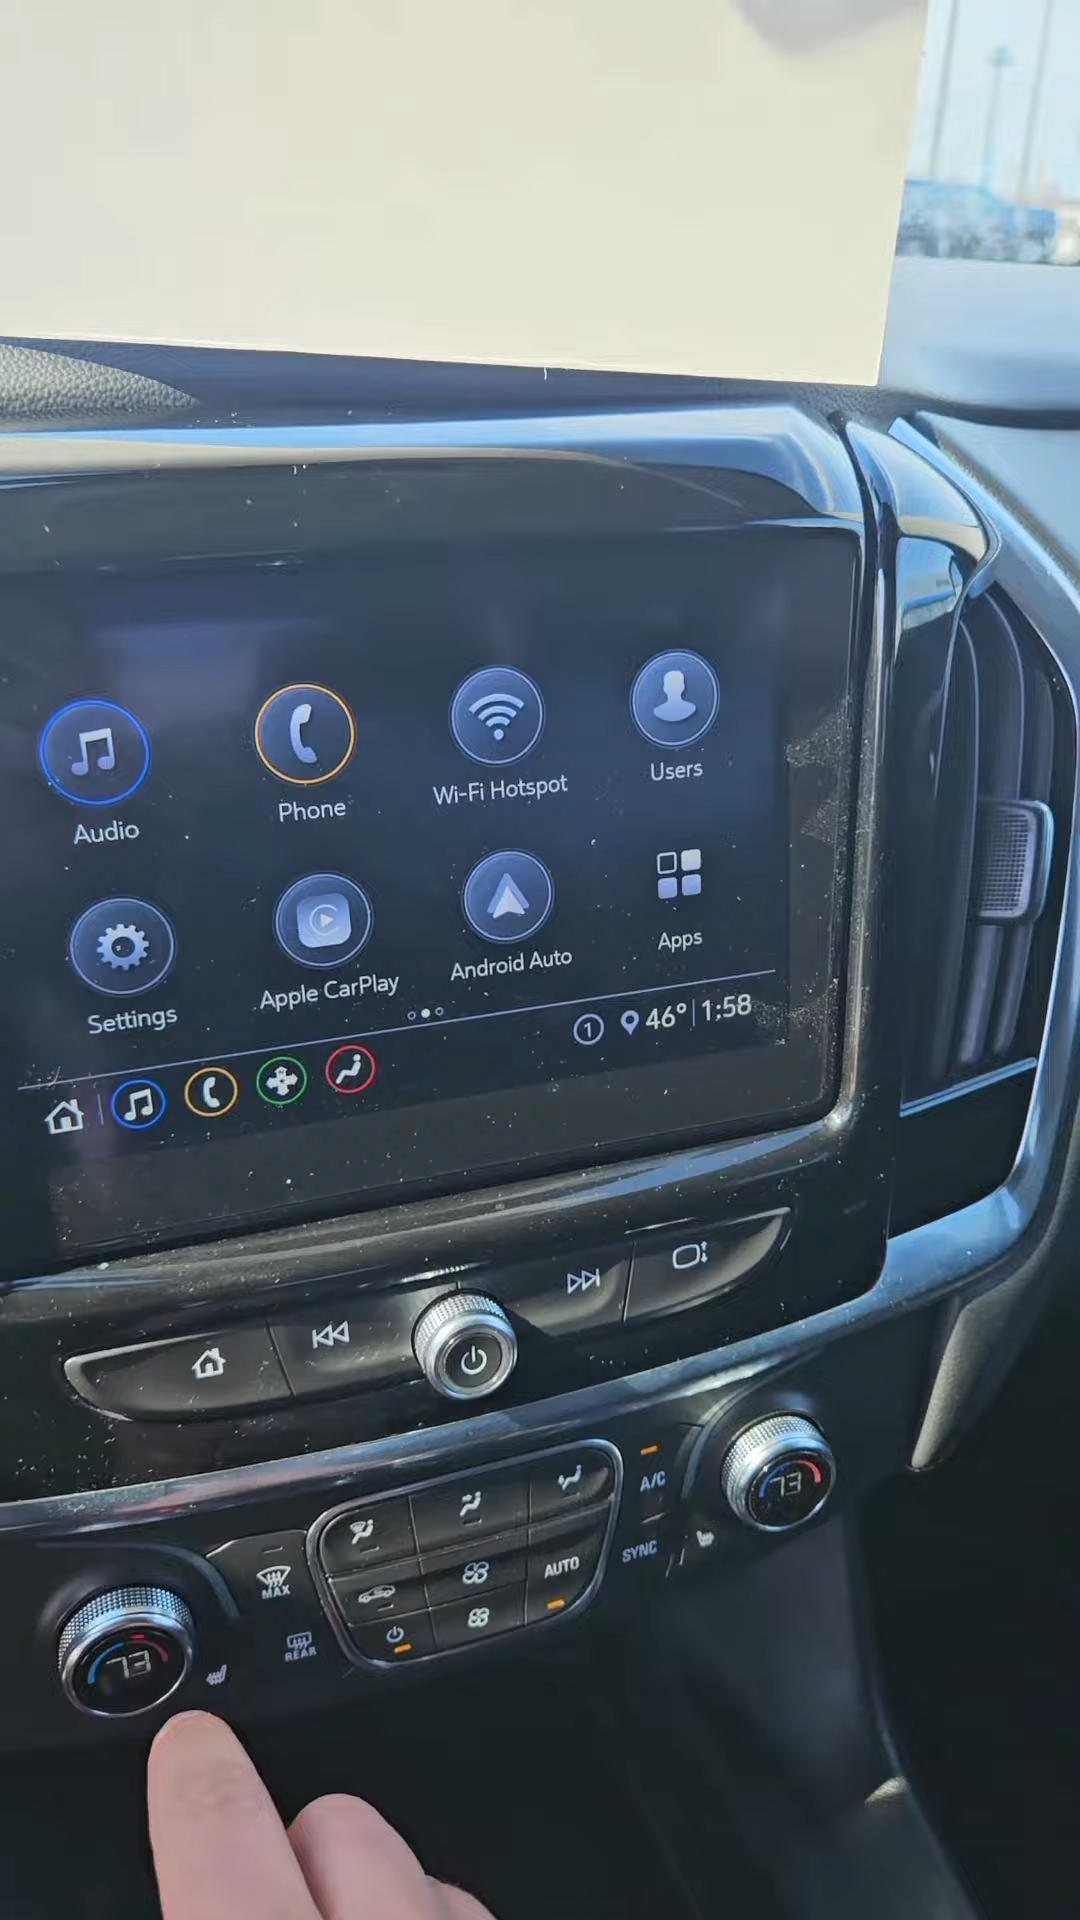 Audio
Phone
Wi-Fi Hotspot
Users
Settings
Apple CarPlay
Android Auto
Apps
1 46° 1:58
A/C
73
MAX
AUTO
SYNC
REAR
73